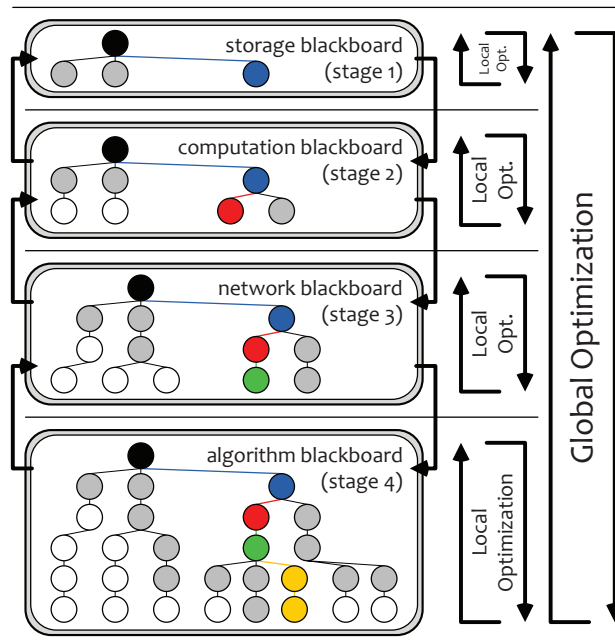 storage blackboard
(stage 1)
Local
Opt.
computation blackboard
(stage 2)
Local
Opt.
network blackboard
(stage 3)
Local
Opt.
algorithm blackboard
(stage 4)
Local
Optimization
Global Optimization